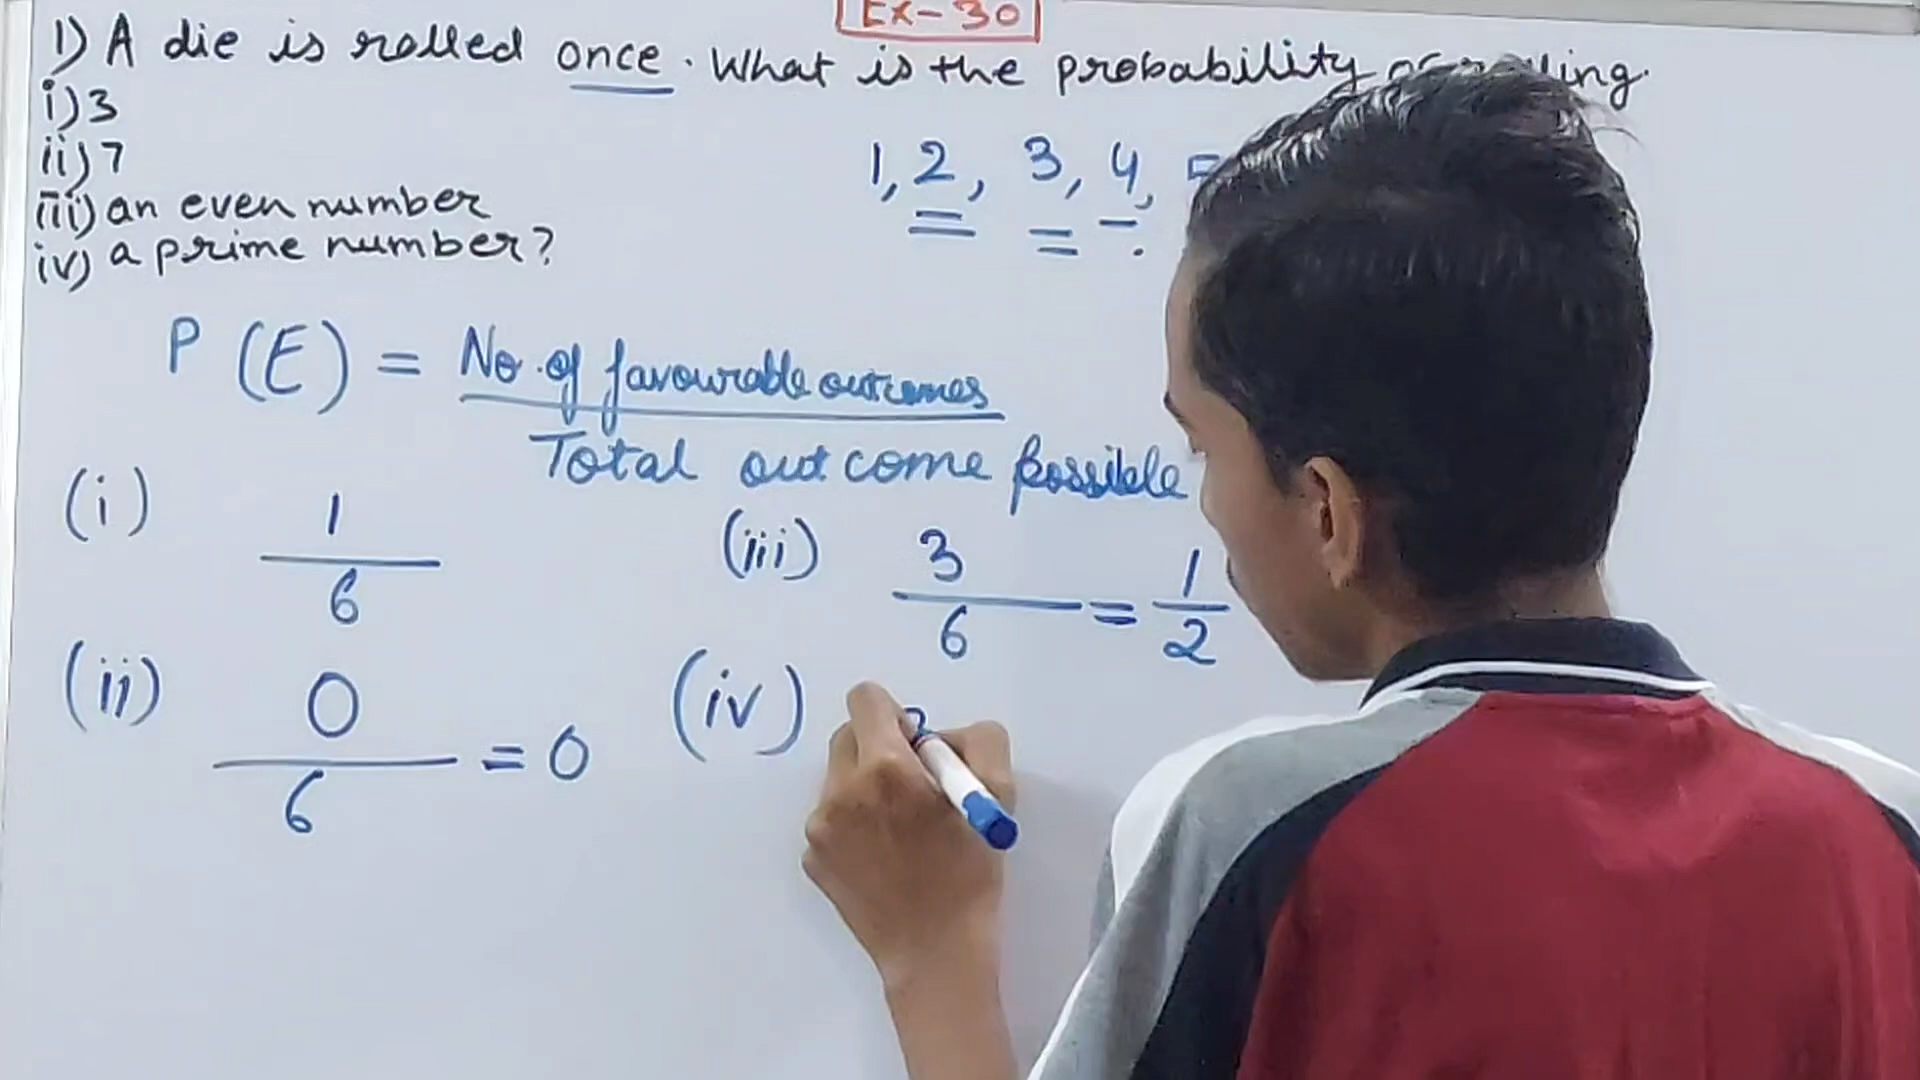 EX-30
1) A die is rolled once. What is the probability
i) 3
ii) 7
iii) an even number
iv) a prime number?
1, 2, 3, 4,
P (E) = No. of favourable outcomes
Total outcome possible
(i) 1
6
(iii) 3
6 = 1
2
(ii) 0
6 = 0
(iv)